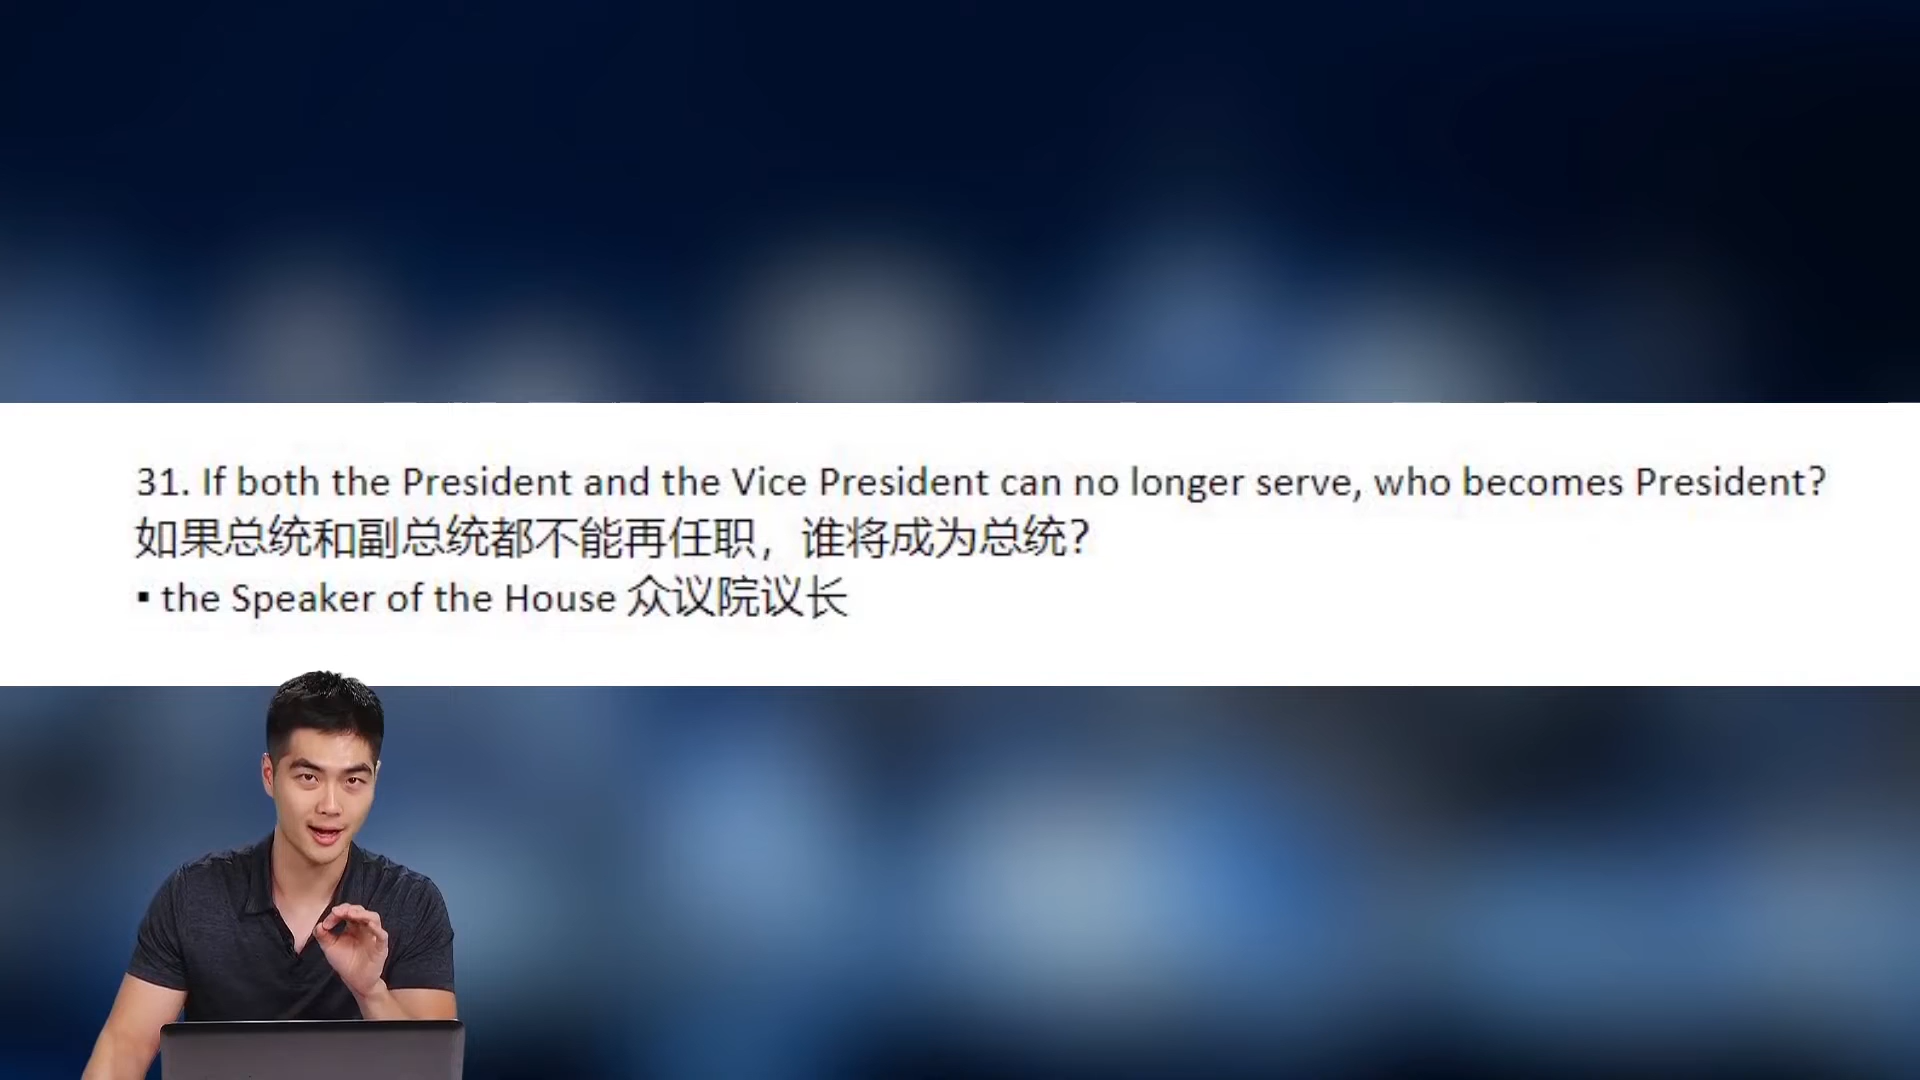 31. If both the President and the Vice President can no longer serve, who becomes President?
如果总统和副总统都不能再任职，谁将成为总统？
▪ the Speaker of the House 众议院议长